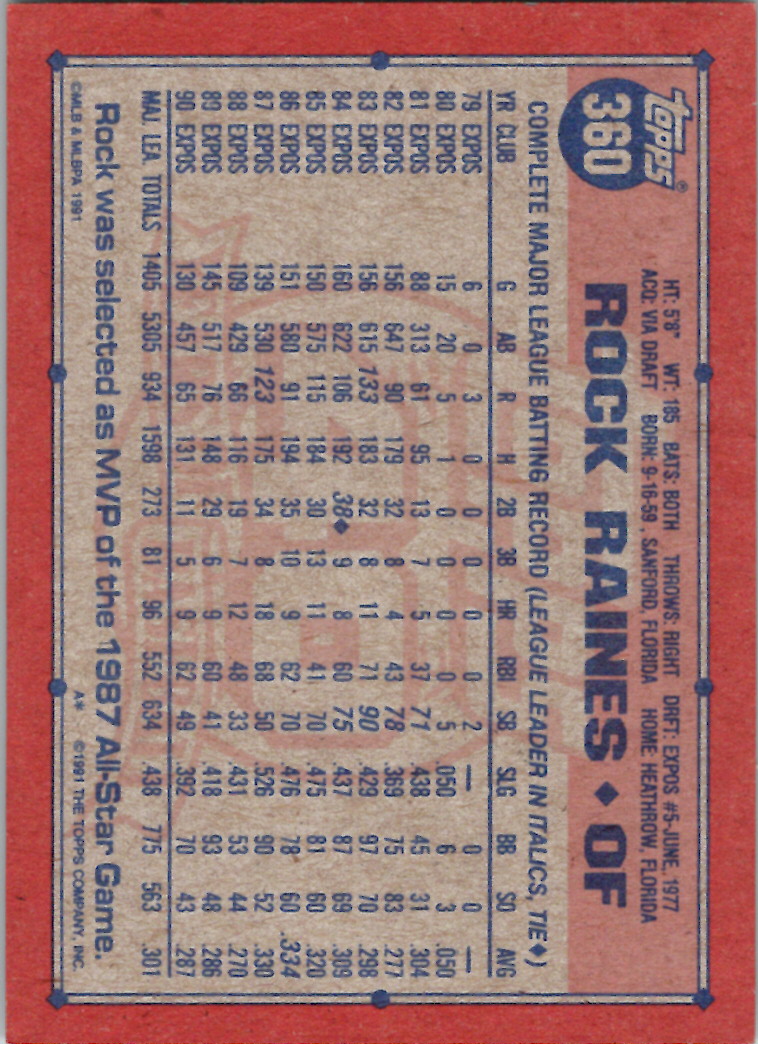 Topps®
360
HT: 5'8" WT: 185 BATS: BOTH THROWS: RIGHT DRFT: EXPOS #5-JUNE, 1977
ACQ: VIA DRAFT BORN: 9-16-59, SANFORD, FLORIDA HOME: HEATHROW, FLORIDA
ROCK RAINES ♦ OF
COMPLETE MAJOR LEAGUE BATTING RECORD (LEAGUE LEADER IN ITALICS, TIE♦)
YR CLUB G AB R H 2B 3B HR RBI SB SLG BB SO AVG
79 EXPOS 6 0 3 0 0 0 0 0 2 — 0 0 —
80 EXPOS 15 20 5 1 0 0 0 0 5 .050 6 3 .050
81 EXPOS 88 313 61 95 13 7 5 37 71 .438 45 31 .304
82 EXPOS 156 647 90 179 32 8 4 43 78 .369 75 83 .277
83 EXPOS 156 615 133 183 32 8 11 71 90 .429 97 70 .298
84 EXPOS 160 622 106 192 38♦ 9 8 60 75 .437 87 69 .309
85 EXPOS 150 575 115 184 30 13 11 41 70 .475 81 60 .320
86 EXPOS 151 580 91 194 35 10 9 62 70 .476 78 60 .334
87 EXPOS 139 530 123 175 34 8 18 68 50 .526 90 52 .330
88 EXPOS 109 429 66 116 19 7 12 48 33 .431 53 44 .270
89 EXPOS 145 517 76 148 29 6 9 60 41 .418 93 48 .286
90 EXPOS 130 457 65 131 11 5 9 62 49 .392 70 43 .287
MAJ. LEA. TOTALS 1405 5305 934 1598 273 81 96 552 634 .438 775 563 .301
Rock was selected as MVP of the 1987 All-Star Game.
©MLB & MLBPA 1991 A* ©1991 THE TOPPS COMPANY, INC.